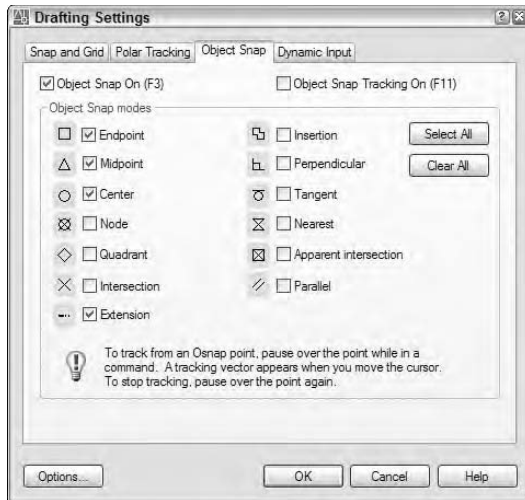 Drafting Settings
Snap and Grid Polar Tracking Object Snap Dynamic Input
Object Snap On (F3) Object Snap Tracking On (F11)
Object Snap modes
Endpoint Insertion Select All
Midpoint Perpendicular Clear All
Center Tangent
Node Nearest
Quadrant Apparent intersection
Intersection Parallel
Extension
To track from an Osnap point, pause over the point while in a
command. A tracking vector appears when you move the cursor.
To stop tracking, pause over the point again.
Options... OK Cancel Help